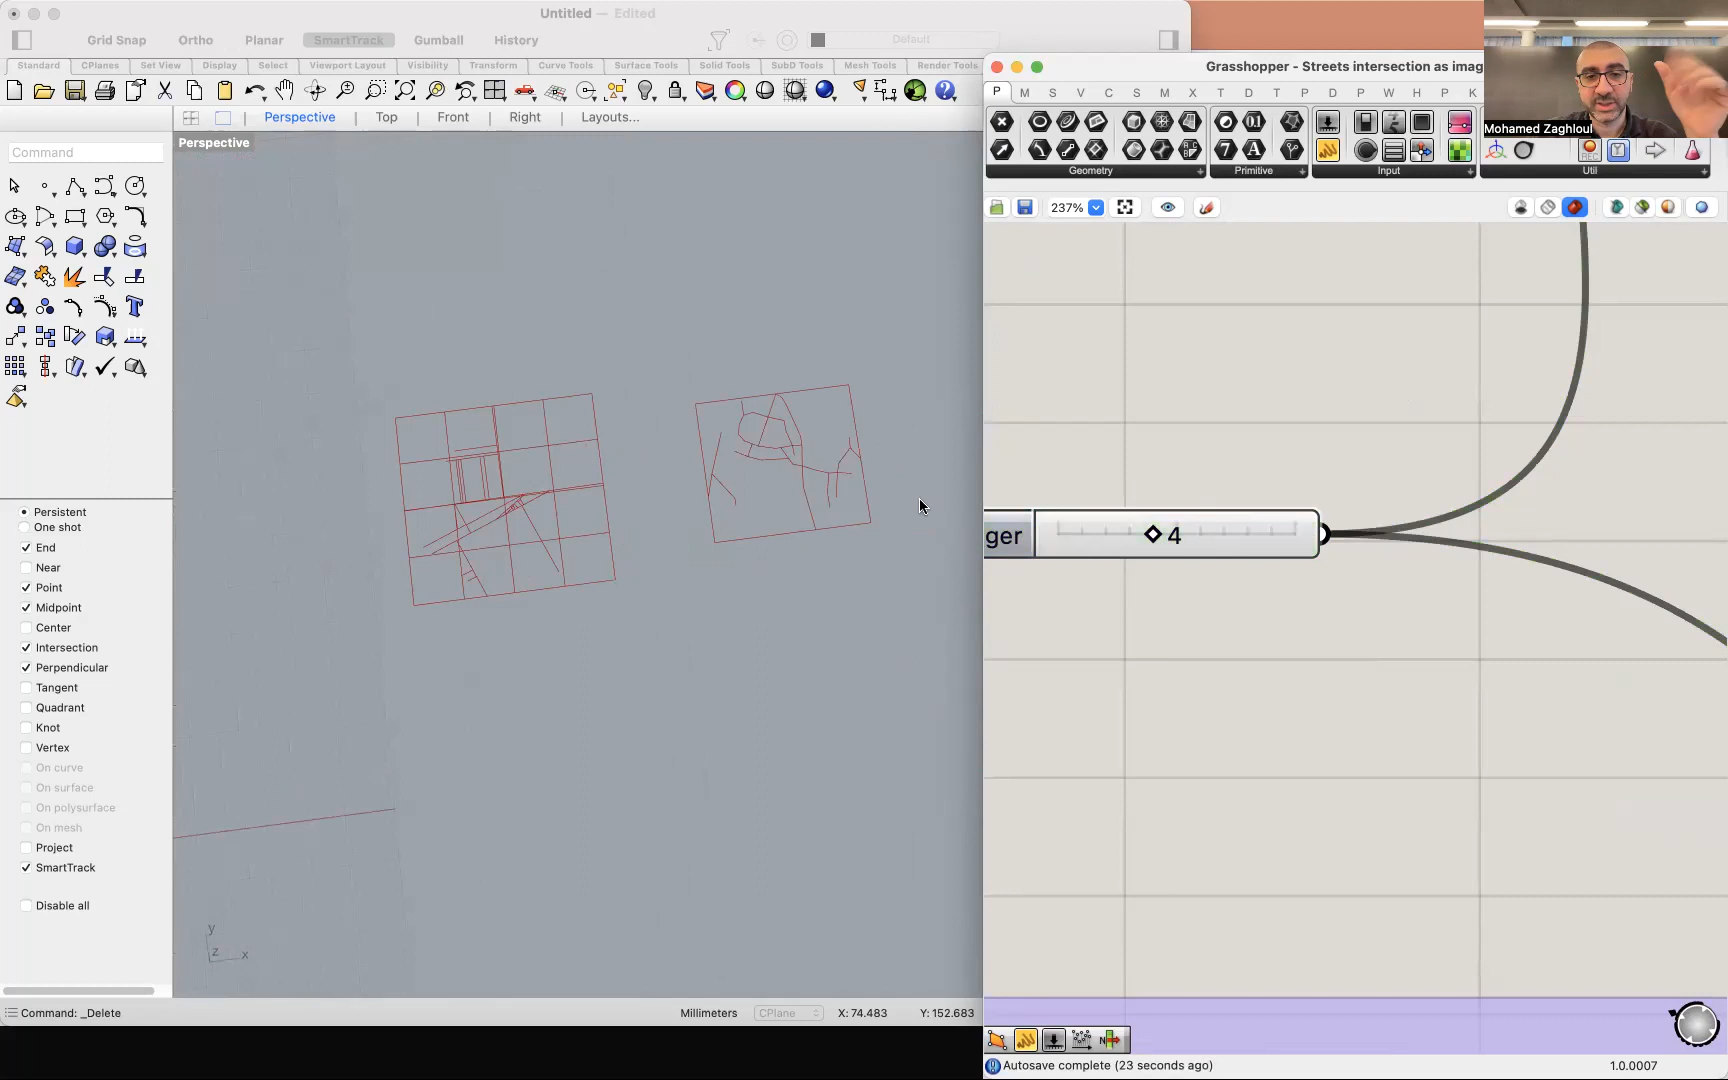 Untitled — Edited
Grid Snap
Ortho
Planar
SmartTrack
Gumball
History
Default
Standard
CPlanes
Set View
Display
Select
Viewport Layout
Visibility
Transform
Curve Tools
Surface Tools
Solid Tools
SubD Tools
Mesh Tools
Render Tools
Perspective
Top
Front
Right
Layouts...
Perspective
Command
Persistent
One shot
End
Near
Point
Midpoint
Center
Intersection
Perpendicular
Tangent
Quadrant
Knot
Vertex
On curve
On surface
On polysurface
On mesh
Project
SmartTrack
Disable all
y
z x
Command: _Delete
Millimeters
CPlane
X: 74.483
Y: 152.683
Grasshopper - Streets intersection as imag
P M S V C S M X T D T P D W H P K
Mohamed Zaghloul
Geometry
Primitive
Input
Util
237%
ger
4
Autosave complete (23 seconds ago)
1.0.0007